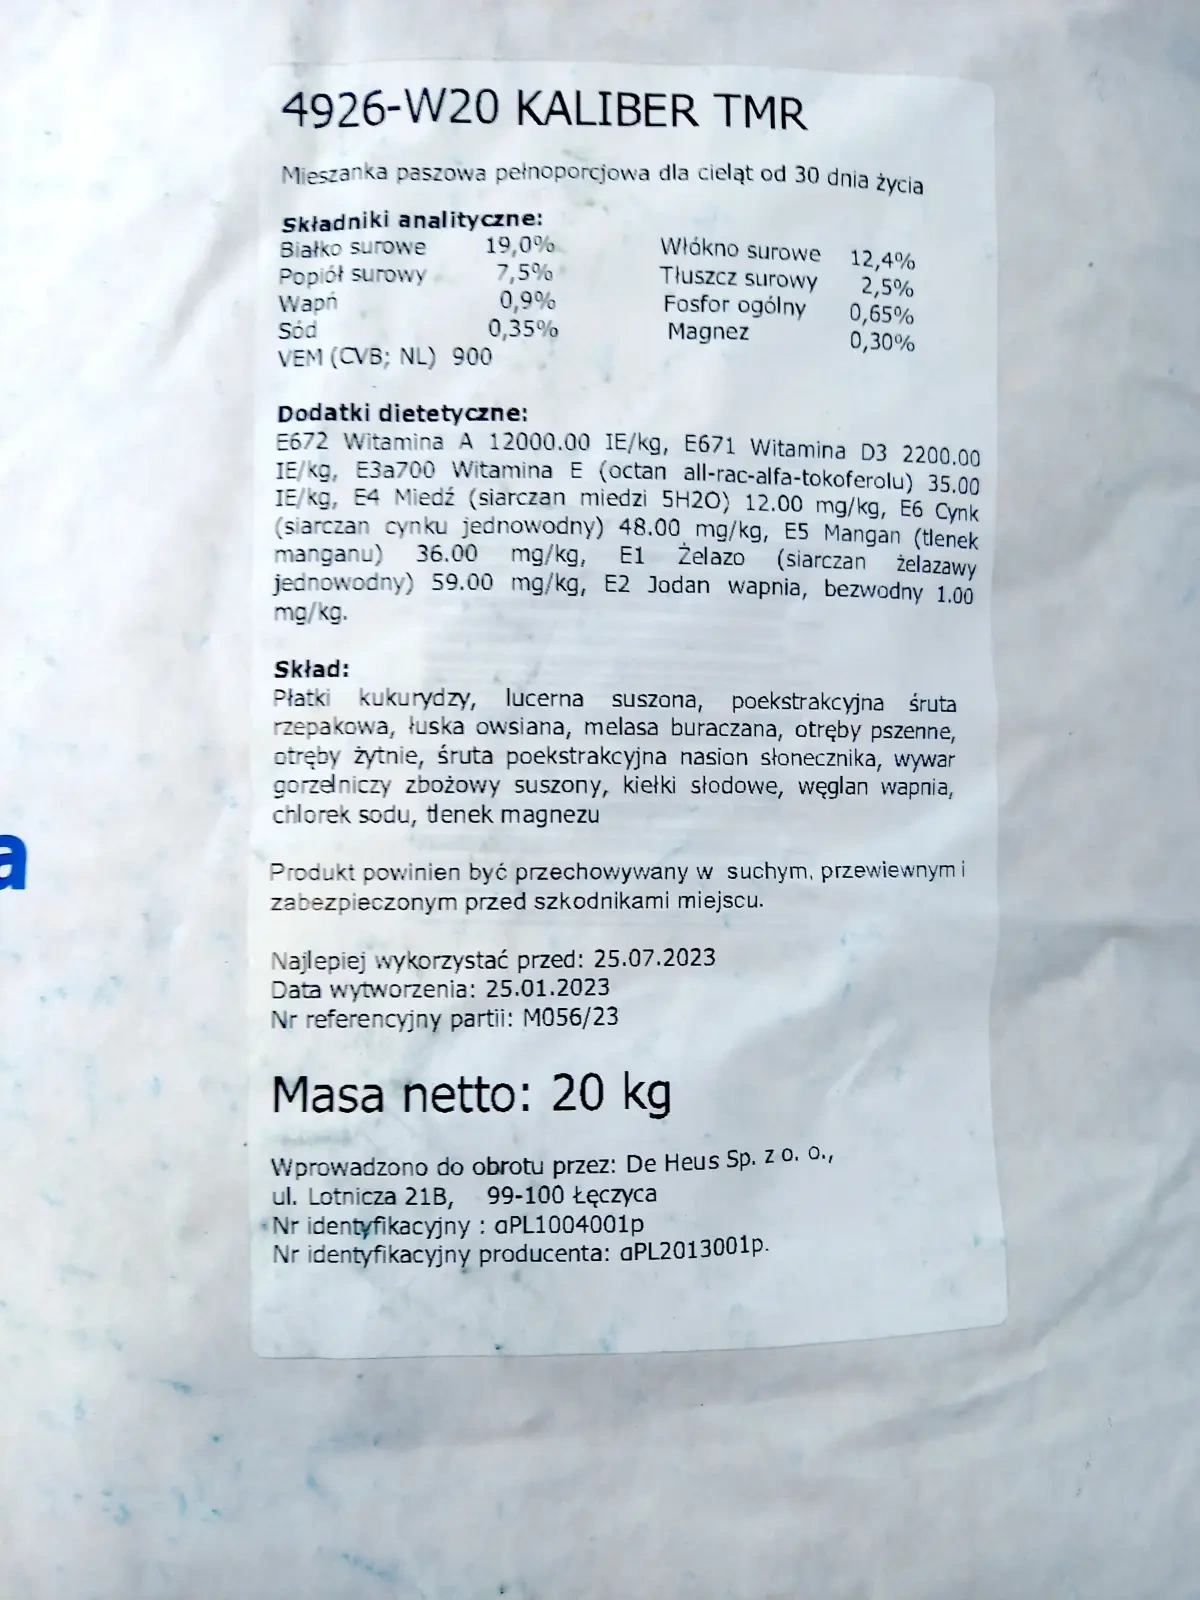 4926-W20 KALIBER TMR
Mieszanka paszowa pełnoporcjowa dla cieląt od 30 dnia życia
Składniki analityczne:
Białko surowe 19,0% Włókno surowe 12,4%
Popiół surowy 7,5% Tłuszcz surowy 2,5%
Wapń 0,9% Fosfor ogólny 0,65%
Sód 0,35% Magnez 0,30%
VEM (CVB; NL) 900
Dodatki dietetyczne:
E672 Witamina A 12000.00 IE/kg, E671 Witamina D3 2200.00
IE/kg, E3a700 Witamina E (octan all-rac-alfa-tokoferolu) 35.00
IE/kg, E4 Miedź (siarczan miedzi 5H2O) 12.00 mg/kg, E6 Cynk
(siarczan cynku jednowodny) 48.00 mg/kg, E5 Mangan (tlenek
manganu) 36.00 mg/kg, E1 Żelazo (siarczan żelazawy
jednowodny) 59.00 mg/kg, E2 Jodan wapnia, bezwodny 1.00
mg/kg.
Skład:
Płatki kukurydzy, lucerna suszona, poekstrakcyjna śruta
rzepakowa, łuska owsiana, melasa buraczana, otręby pszenne,
otręby żytnie, śruta poekstrakcyjna nasion słonecznika, wywar
gorzelniczy zbożowy suszony, kiełki słodowe, węglan wapnia,
chlorek sodu, tlenek magnezu
Produkt powinien być przechowywany w suchym, przewiewnym i
zabezpieczonym przed szkodnikami miejscu.
Najlepiej wykorzystać przed: 25.07.2023
Data wytworzenia: 25.01.2023
Nr referencyjny partii: M056/23
Masa netto: 20 kg
Wprowadzono do obrotu przez: De Heus Sp. z o. o.,
ul. Lotnicza 21B, 99-100 Łęczyca
Nr identyfikacyjny : αPL1004001p
Nr identyfikacyjny producenta: αPL2013001p.
a